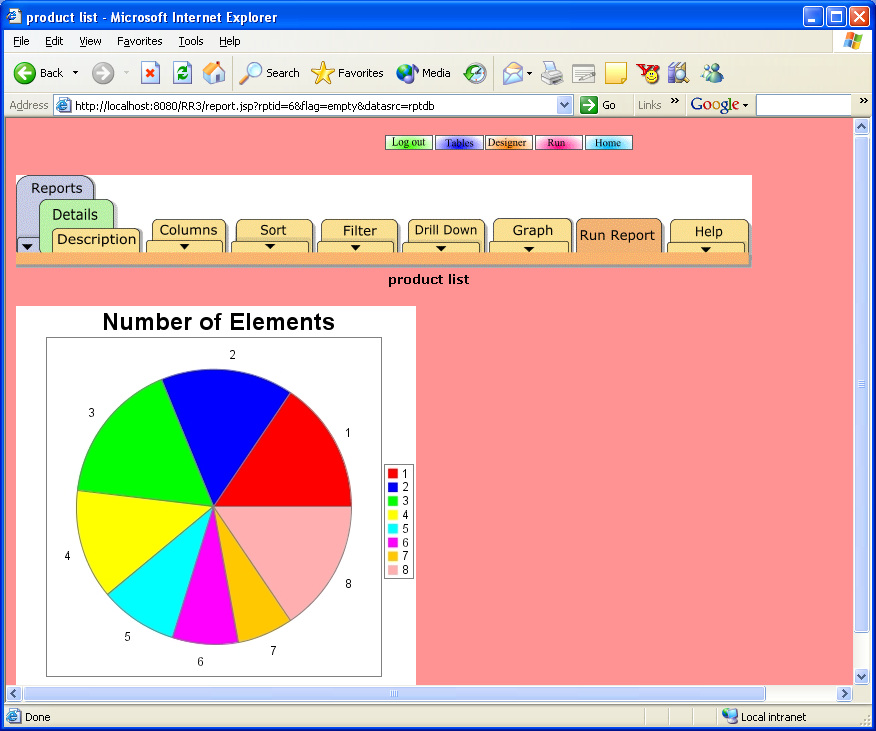 product list - Microsoft Internet Explorer
File Edit View Favorites Tools Help
Back Search Favorites Media
Address http://localhost:8080/RR3/report.jsp?rptid=6&flag=empty&datasrc=rptdb Go Links » Google »
Log out Tables Designer Run Home
Reports
Details
Description Columns Sort Filter Drill Down Graph Run Report Help
product list
Number of Elements
2
3
1
4
8
5
6
7
1
2
3
4
5
6
7
8
Done Local intranet